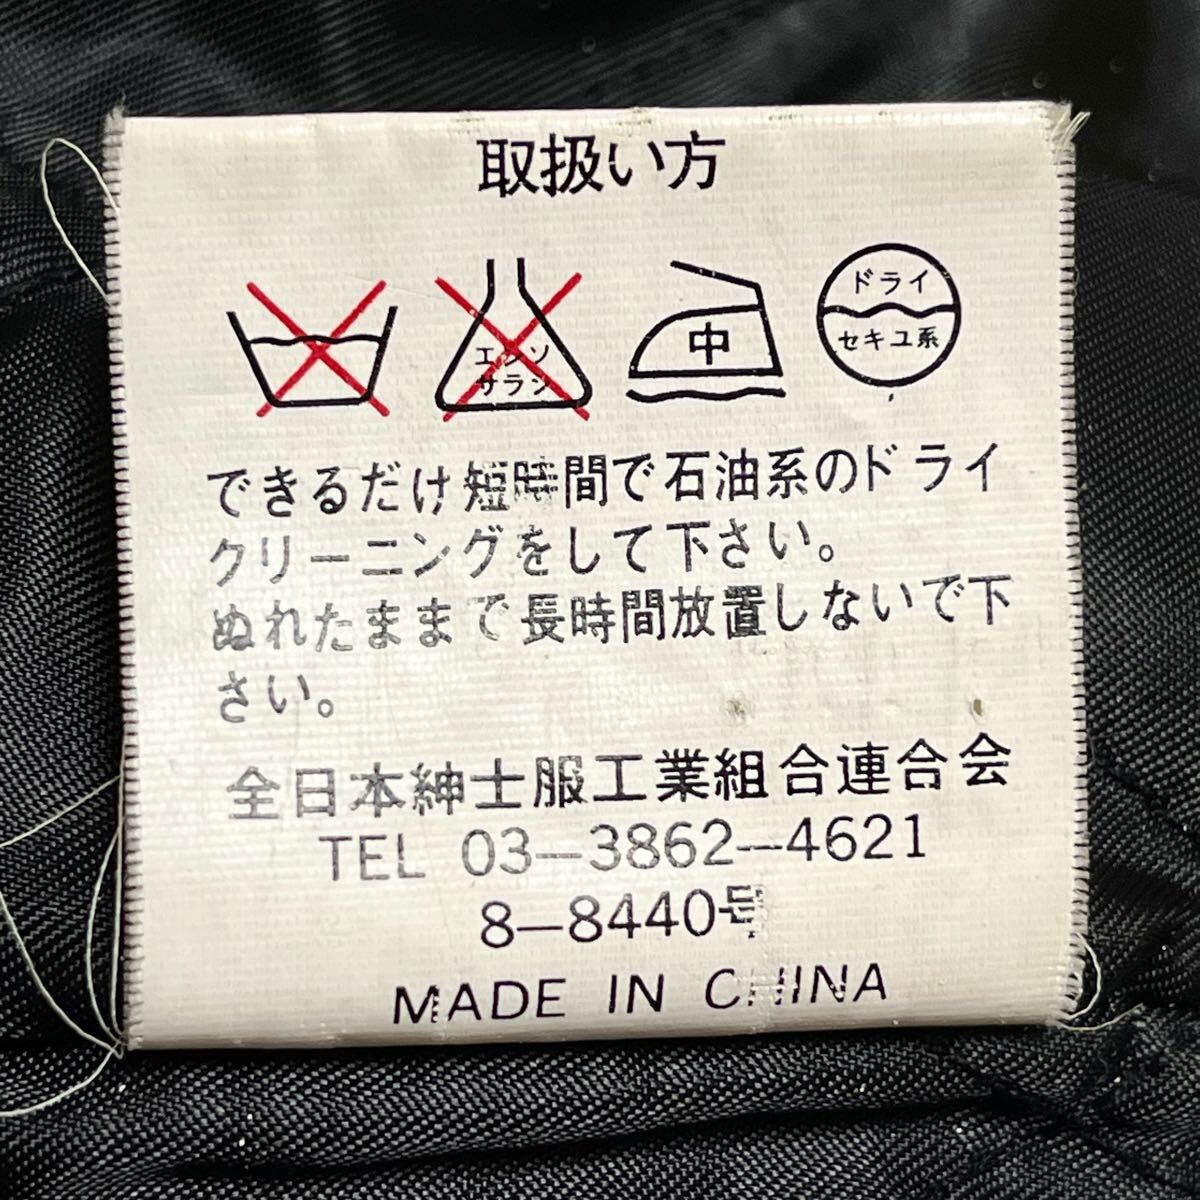 取扱い方
エンソ
サラシ
中
ドライ
セキユ系
できるだけ短時間で石油系のドライ
クリーニングをして下さい。
ぬれたままで長時間放置しないで下
さい。
全日本紳士服工業組合連合会
TEL 03-3862-4621
8-8440号
MADE IN CHINA